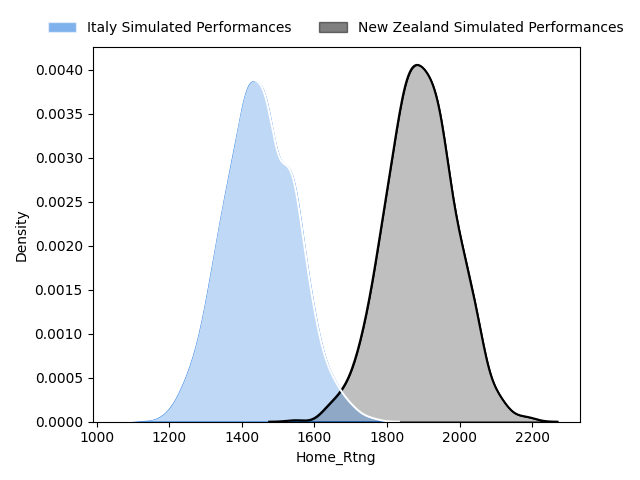 Italy Simulated Performances
New Zealand Simulated Performances
0.0040
0.0035
0.0030
0.0025
0.0020
0.0015
0.0010
0.0005
0.0000
Density
1000 1200 1400 1600 1800 2000 2200
Home_Rtng